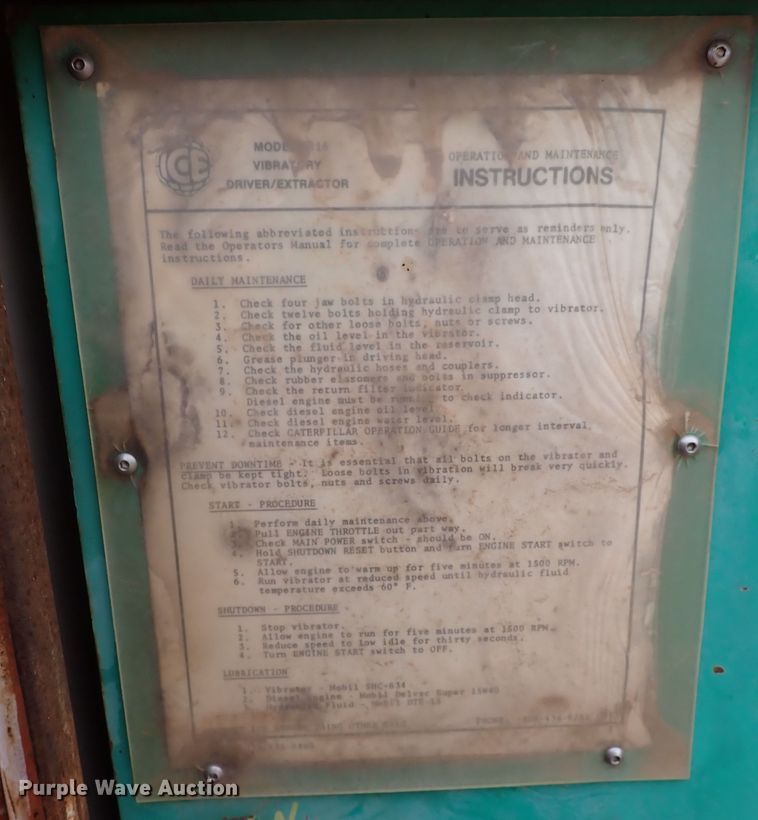 ICE
VIBRATORY
DRIVER/EXTRACTOR
OPERATION AND MAINTENANCE
INSTRUCTIONS
The following abbreviated instructions are to serve as reminders only.
Read the Operators Manual for complete OPERATION AND MAINTENANCE
instructions.
DAILY MAINTENANCE
1. Check four jaw bolts in hydraulic clamp head.
2. Check twelve bolts holding hydraulic clamp to vibrator.
3. Check for other loose bolts, nuts or screws.
4. Check the oil level in the vibrator.
5. Check the fluid level in the reservoir.
6. Grease plunger in driving head.
7. Check the hydraulic hoses and couplers.
8. Check rubber elasomers and bolts in suppressor.
9. Check the return filter indicator.
Diesel engine must be running to check indicator.
10. Check diesel engine oil level.
11. Check diesel engine water level.
12. Check CATERPILLAR OPERATION GUIDE for longer interval
maintenance items.
PREVENT DOWNTIME - It is essential that all bolts on the vibrator and
clamp be kept tight. Loose bolts in vibration will break very quickly.
Check vibrator bolts, nuts and screws daily.
START - PROCEDURE
1. Perform daily maintenance above.
2. Pull ENGINE THROTTLE out part way.
3. Check MAIN POWER switch - should be ON.
4. Hold SHUTDOWN RESET button and turn ENGINE START switch to
START.
5. Allow engine to warm up for five minutes at 1500 RPM.
6. Run vibrator at reduced speed until hydraulic fluid
temperature exceeds 60° F.
SHUTDOWN - PROCEDURE -
1. Stop vibrator.
2. Allow engine to run for five minutes at 1500 RPM.
3. Reduce speed to low idle for thirty seconds.
4. Turn ENGINE START switch to OFF.
LUBRICATION
1. Vibrator - Mobil SHC-634
2. Diesel Engine - Mobil Delvac Super 15W40
3. Hydraulic Fluid - Mobil DTE
USING OTHER
PHONE:
Purple Wave Auction